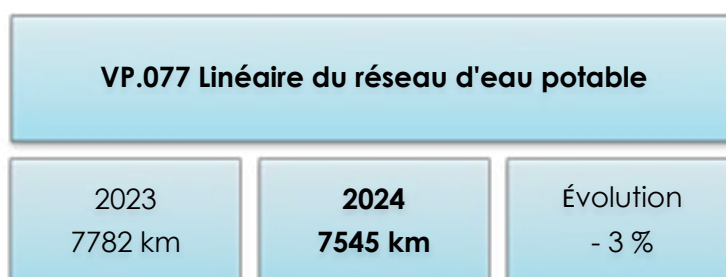 VP.077 Linéaire du réseau d'eau potable
2023
7782 km
2024
7545 km
Évolution
- 3 %